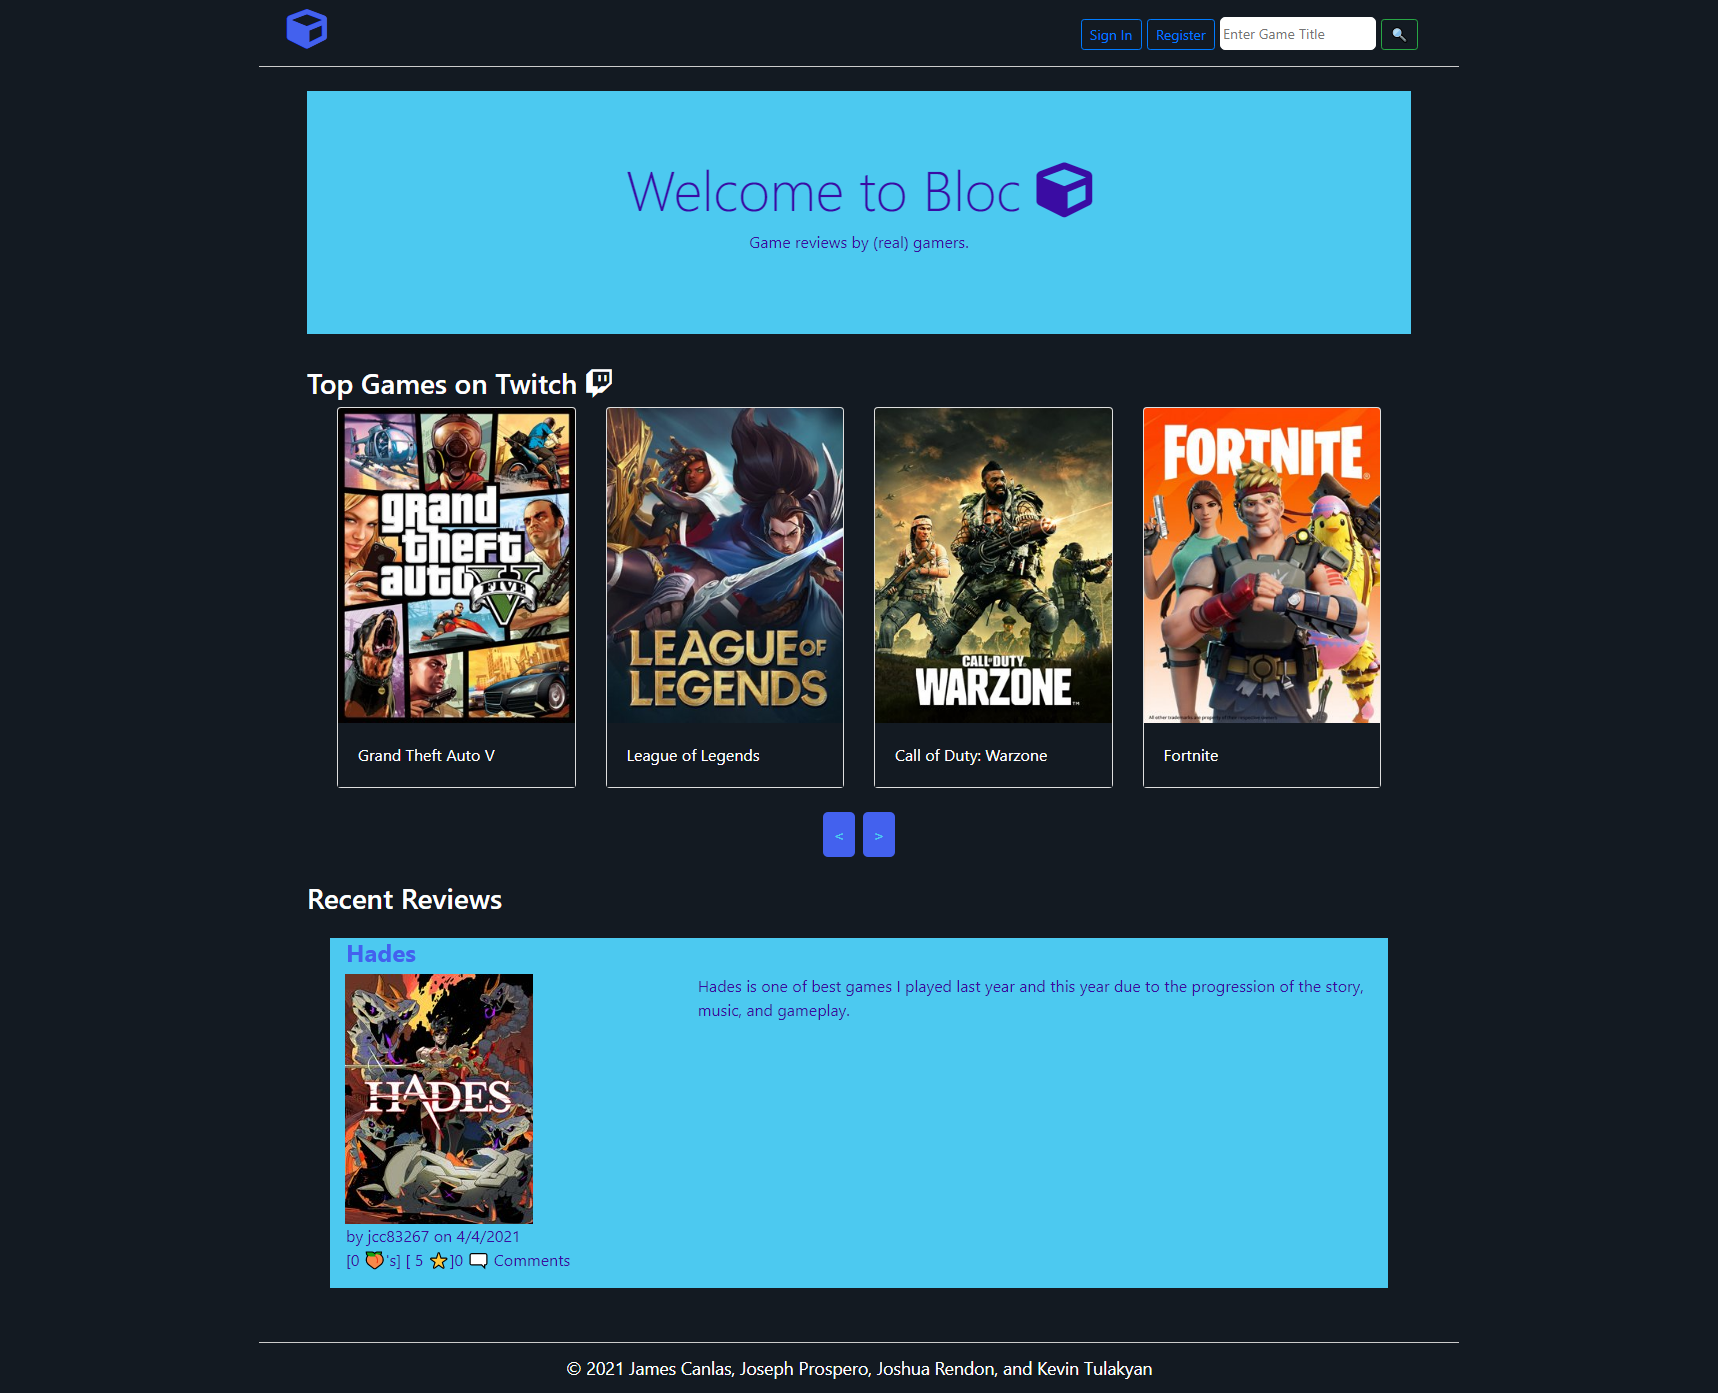 Sign In Register Enter Game Title
Welcome to Bloc
Game reviews by (real) gamers.
Top Games on Twitch
grand
theft
auto V
FIVE
LEAGUE OF
LEGENDS
CALL OF DUTY
WARZONE™
FORTNITE®
Grand Theft Auto V
League of Legends
Call of Duty: Warzone
Fortnite
< >
Recent Reviews
Hades
HADES
Hades is one of best games I played last year and this year due to the progression of the story,
music, and gameplay.
by jcc83267 on 4/4/2021
[0 🍑's] [ 5 ⭐]0 💬 Comments
© 2021 James Canlas, Joseph Prospero, Joshua Rendon, and Kevin Tulakyan